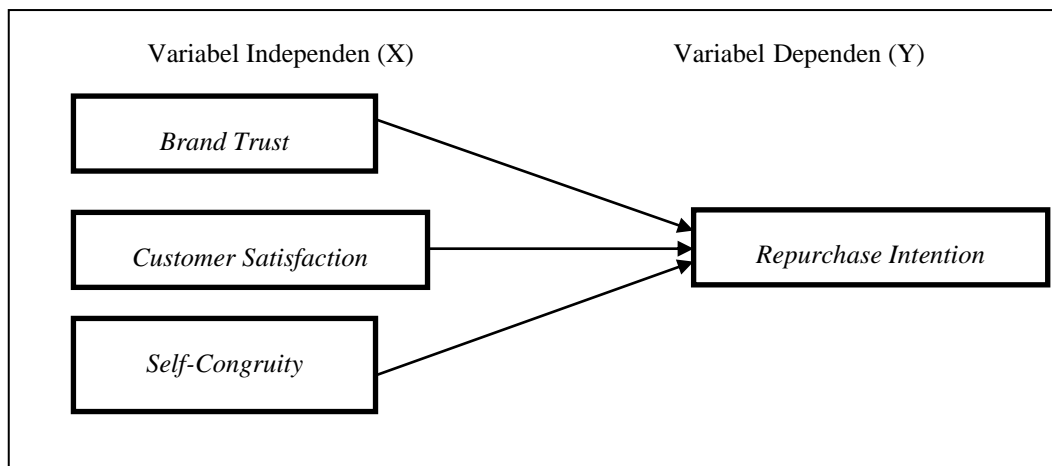 Variabel Independen (X)
Variabel Dependen (Y)
Brand Trust
Customer Satisfaction
Repurchase Intention
Self-Congruity